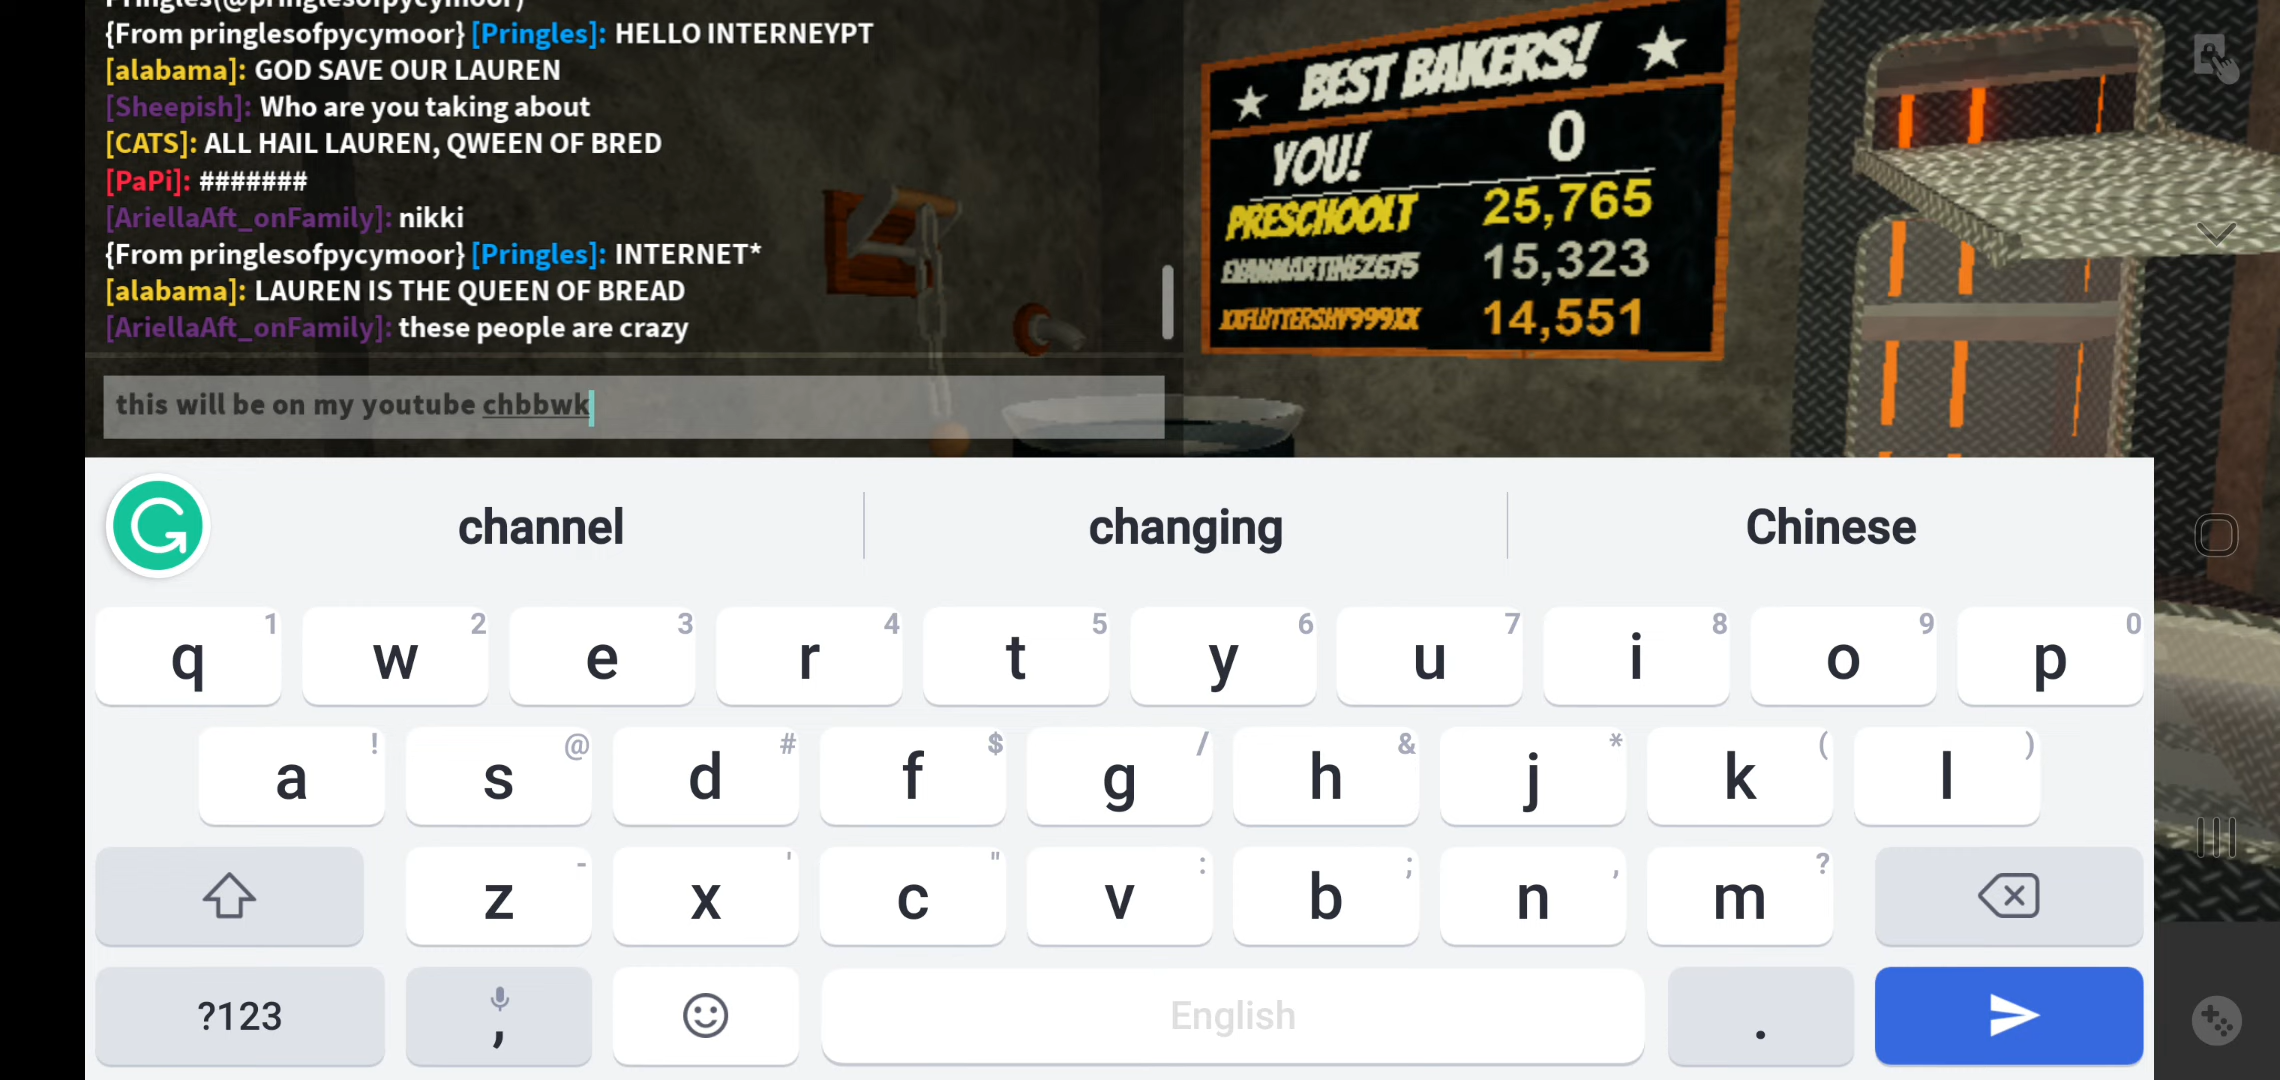 Pringles(@pringlesofpycymoor)
{From pringlesofpycymoor} [Pringles]: HELLO INTERNEYPT
[alabama]: GOD SAVE OUR LAUREN
[Sheepish]: Who are you taking about
[CATS]: ALL HAIL LAUREN, QWEEN OF BRED
[PaPi]: #######
[AriellaAft_onFamily]: nikki
{From pringlesofpycymoor} [Pringles]: INTERNET*
[alabama]: LAUREN IS THE QUEEN OF BREAD
[AriellaAft_onFamily]: these people are crazy
this will be on my youtube chbbwk
BEST BAKERS!
YOU! 0
PRESCHOOLT 25,765
15,323
14,551
channel changing Chinese
1 2 3 4 5 6 7 8 9 0
q w e r t y u i o p
! @ # $ / & * ( )
a s d f g h j k l
- ' " : ; , ?
z x c v b n m
?123 , English .